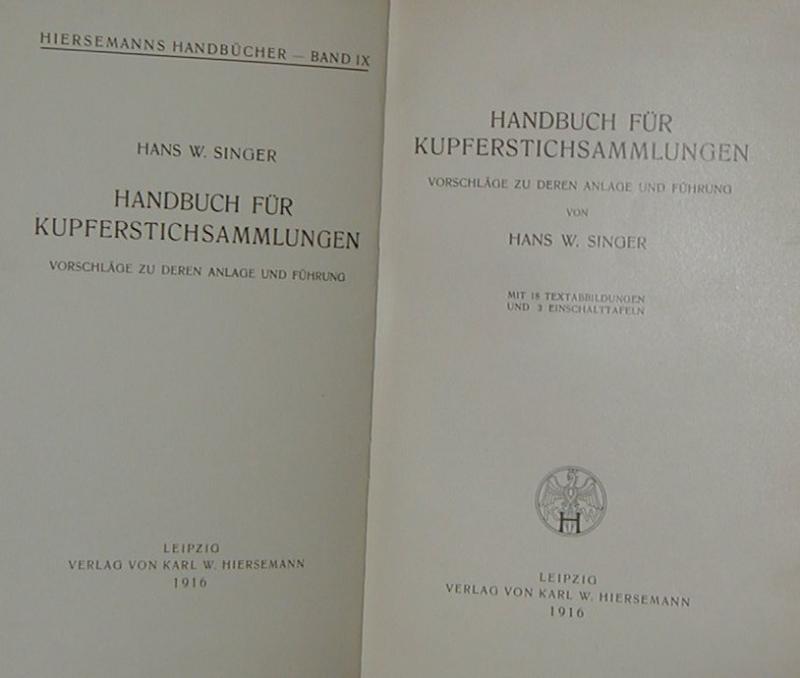 HIERSEMANNS HANDBÜCHER — BAND IX
HANS W. SINGER
HANDBUCH FÜR
KUPFERSTICHSAMMLUNGEN
VORSCHLÄGE ZU DEREN ANLAGE UND FÜHRUNG
LEIPZIG
VERLAG VON KARL W. HIERSEMANN
1916
HANDBUCH FÜR
KUPFERSTICHSAMMLUNGEN
VORSCHLÄGE ZU DEREN ANLAGE UND FÜHRUNG
VON
HANS W. SINGER
MIT 18 TEXTABBILDUNGEN
UND 3 EINSCHALTTAFELN
H
LEIPZIG
VERLAG VON KARL W. HIERSEMANN
1916